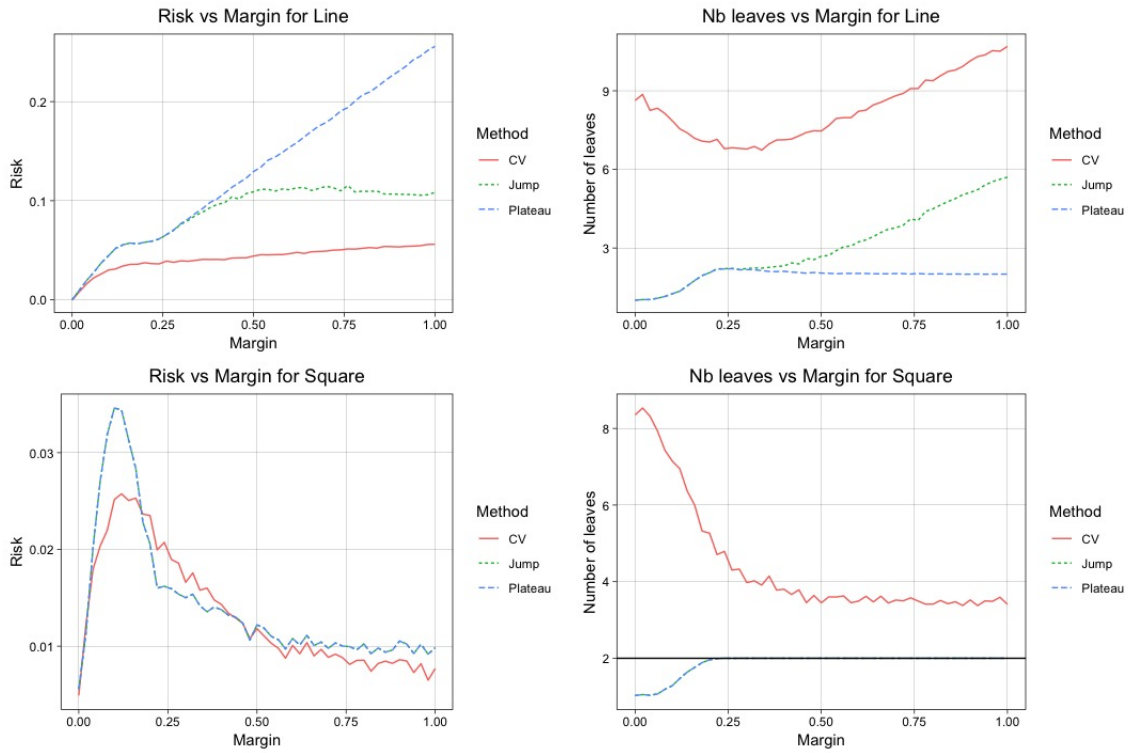 Risk vs Margin for Line
Risk
0.2
0.1
0.0
0.00 0.25 0.50 0.75 1.00
Margin
Method
CV
Jump
Plateau
Nb leaves vs Margin for Line
Number of leaves
9
6
3
0.00 0.25 0.50 0.75 1.00
Margin
Method
CV
Jump
Plateau
Risk vs Margin for Square
Risk
0.03
0.02
0.01
0.00 0.25 0.50 0.75 1.00
Margin
Method
CV
Jump
Plateau
Nb leaves vs Margin for Square
Number of leaves
8
6
4
2
0.00 0.25 0.50 0.75 1.00
Margin
Method
CV
Jump
Plateau